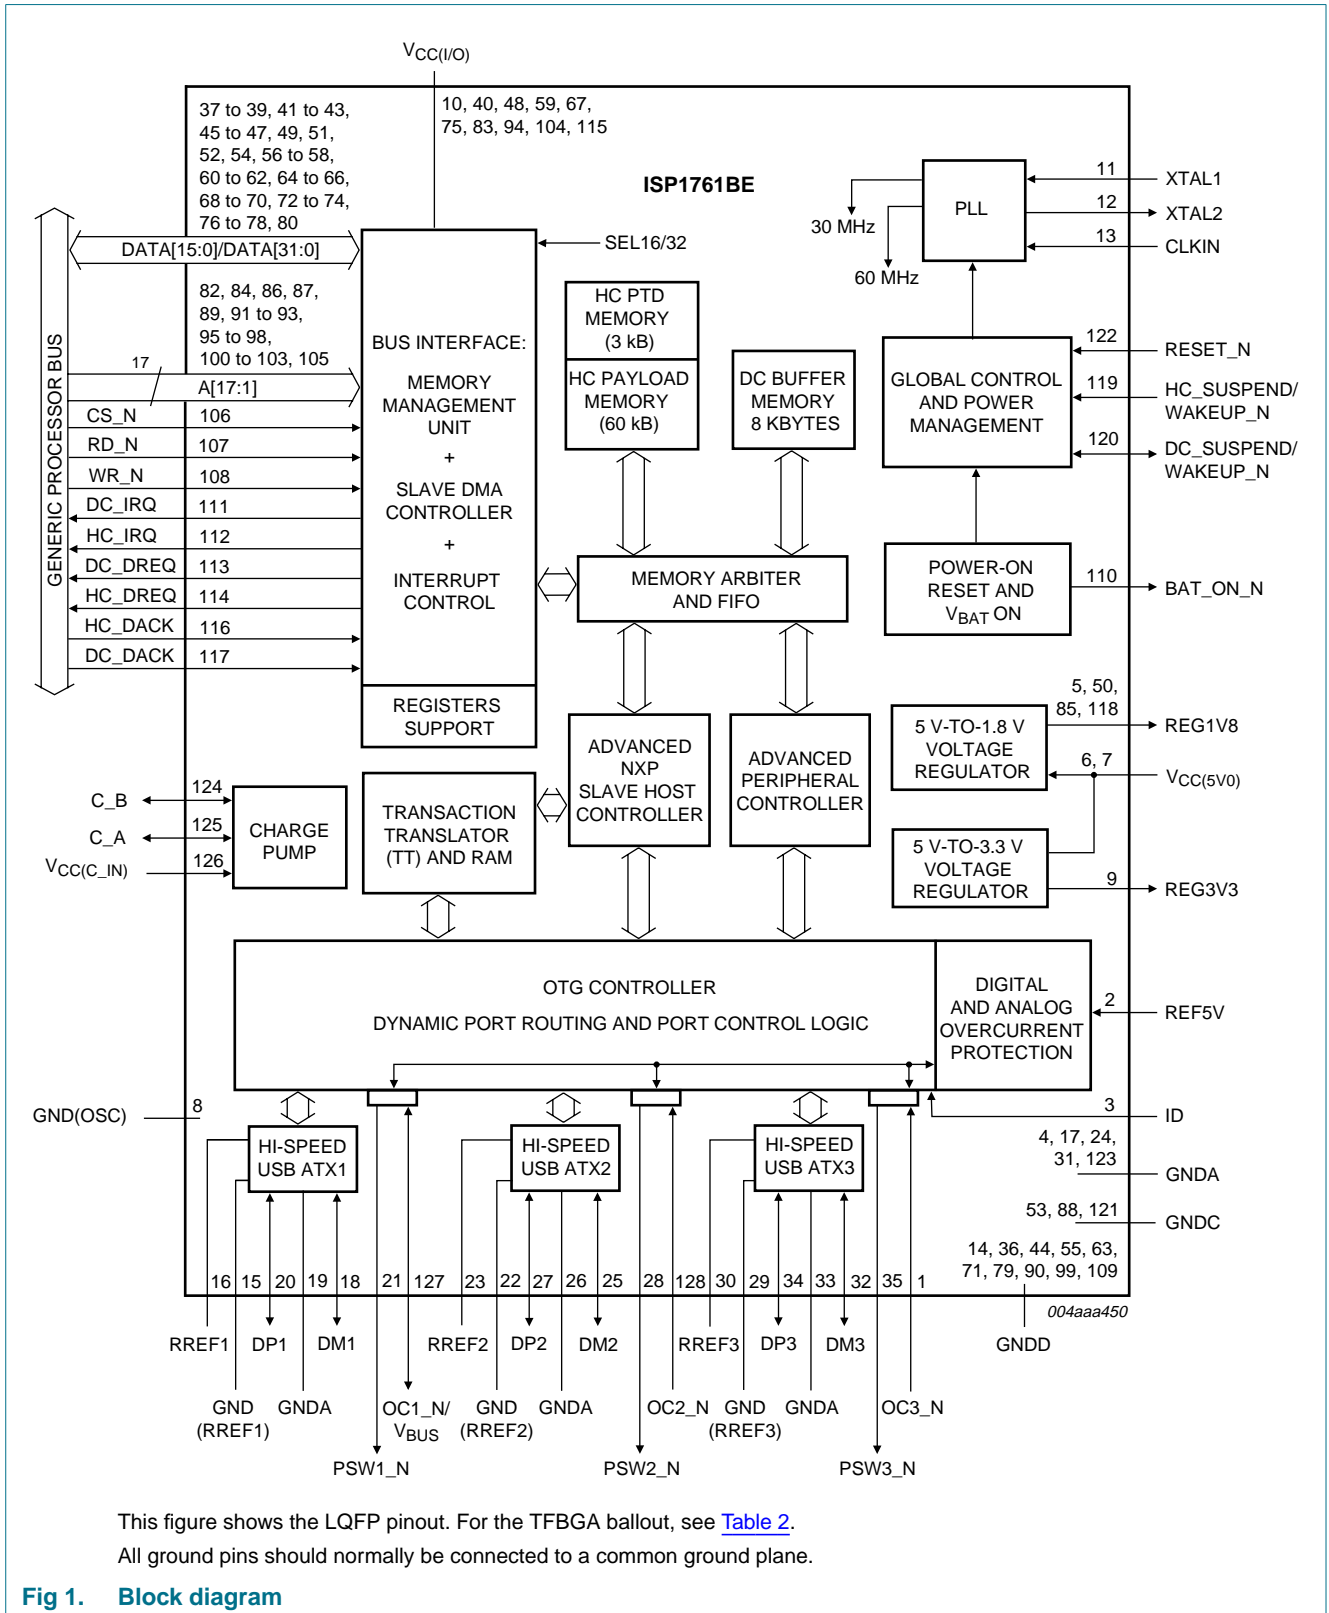 VCC(I/O)
37 to 39, 41 to 43,
45 to 47, 49, 51,
52, 54, 56 to 58,
60 to 62, 64 to 66,
68 to 70, 72 to 74,
76 to 78, 80
10, 40, 48, 59, 67,
75, 83, 94, 104, 115
ISP1761BE
GENERIC PROCESSOR BUS
DATA[15:0]/DATA[31:0]
82, 84, 86, 87,
89, 91 to 93,
95 to 98,
100 to 103, 105
17
A[17:1]
CS_N 106
RD_N 107
WR_N 108
DC_IRQ 111
HC_IRQ 112
DC_DREQ 113
HC_DREQ 114
HC_DACK 116
DC_DACK 117
BUS INTERFACE:
MEMORY
MANAGEMENT
UNIT
+
SLAVE DMA
CONTROLLER
+
INTERRUPT
CONTROL
REGISTERS
SUPPORT
SEL16/32
HC PTD
MEMORY
(3 kB)
HC PAYLOAD
MEMORY
(60 kB)
DC BUFFER
MEMORY
8 KBYTES
MEMORY ARBITER
AND FIFO
PLL
30 MHz
60 MHz
11 XTAL1
12 XTAL2
13 CLKIN
GLOBAL CONTROL
AND POWER
MANAGEMENT
122 RESET_N
119 HC_SUSPEND/
WAKEUP_N
120 DC_SUSPEND/
WAKEUP_N
POWER-ON
RESET AND
VBAT ON
110 BAT_ON_N
5 V-TO-1.8 V
VOLTAGE
REGULATOR
5, 50,
85, 118
REG1V8
6, 7
VCC(5V0)
5 V-TO-3.3 V
VOLTAGE
REGULATOR
9 REG3V3
ADVANCED
NXP
SLAVE HOST
CONTROLLER
ADVANCED
PERIPHERAL
CONTROLLER
C_B 124
C_A 125
VCC(C_IN) 126
CHARGE
PUMP
TRANSACTION
TRANSLATOR
(TT) AND RAM
OTG CONTROLLER
DYNAMIC PORT ROUTING AND PORT CONTROL LOGIC
DIGITAL
AND ANALOG
OVERCURRENT
PROTECTION
2 REF5V
GND(OSC) 8
3 ID
4, 17, 24,
31, 123
GNDA
53, 88, 121
GNDC
14, 36, 44, 55, 63,
71, 79, 90, 99, 109
GNDD
HI-SPEED
USB ATX1
HI-SPEED
USB ATX2
HI-SPEED
USB ATX3
16 15 20 19 18 21 127 23 22 27 26 25 28 128 30 29 34 33 32 35 1
004aaa450
RREF1 DP1 DM1 RREF2 DP2 DM2 RREF3 DP3 DM3
GND
(RREF1)
GNDA
OC1_N/
VBUS
GND
(RREF2)
GNDA
OC2_N
GND
(RREF3)
GNDA
OC3_N
PSW1_N PSW2_N PSW3_N
This figure shows the LQFP pinout. For the TFBGA ballout, see Table 2.
All ground pins should normally be connected to a common ground plane.
Fig 1. Block diagram